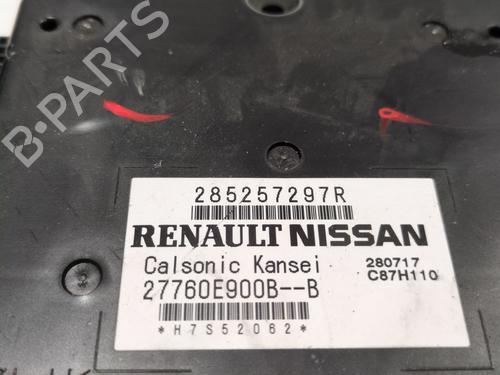 B-PARTS
285257297R
RENAULT NISSAN
Calsonic Kansei 280717
C87H110
27760E900B--B
*H7S52062*